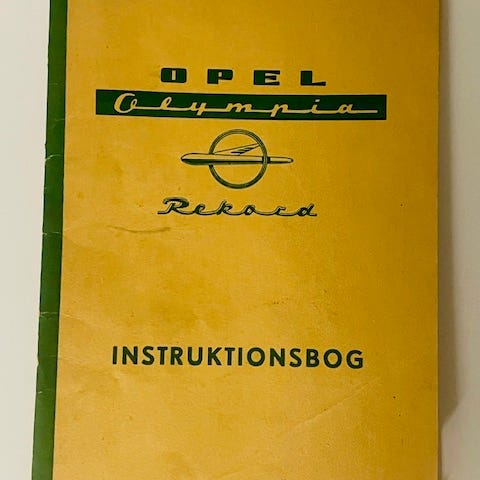 OPEL
Olympia
Rekord
INSTRUKTIONSBOG